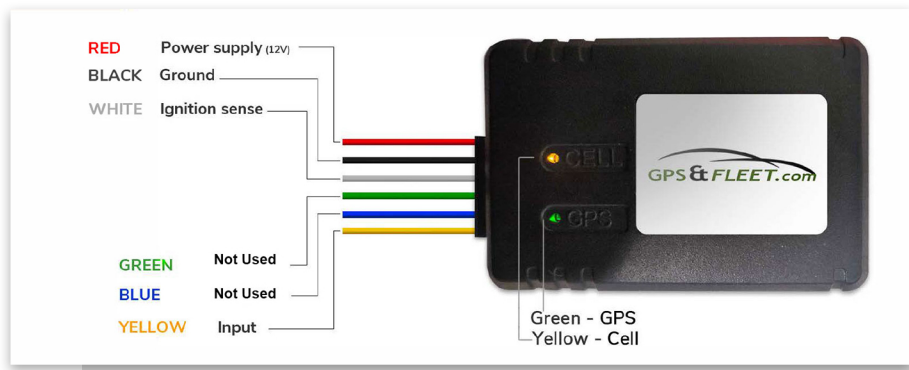 RED Power supply (12V)
BLACK Ground
WHITE Ignition sense
CELL
GPS&FLEET.com
GPS
GREEN Not Used
BLUE Not Used
YELLOW Input
Green - GPS
Yellow - Cell